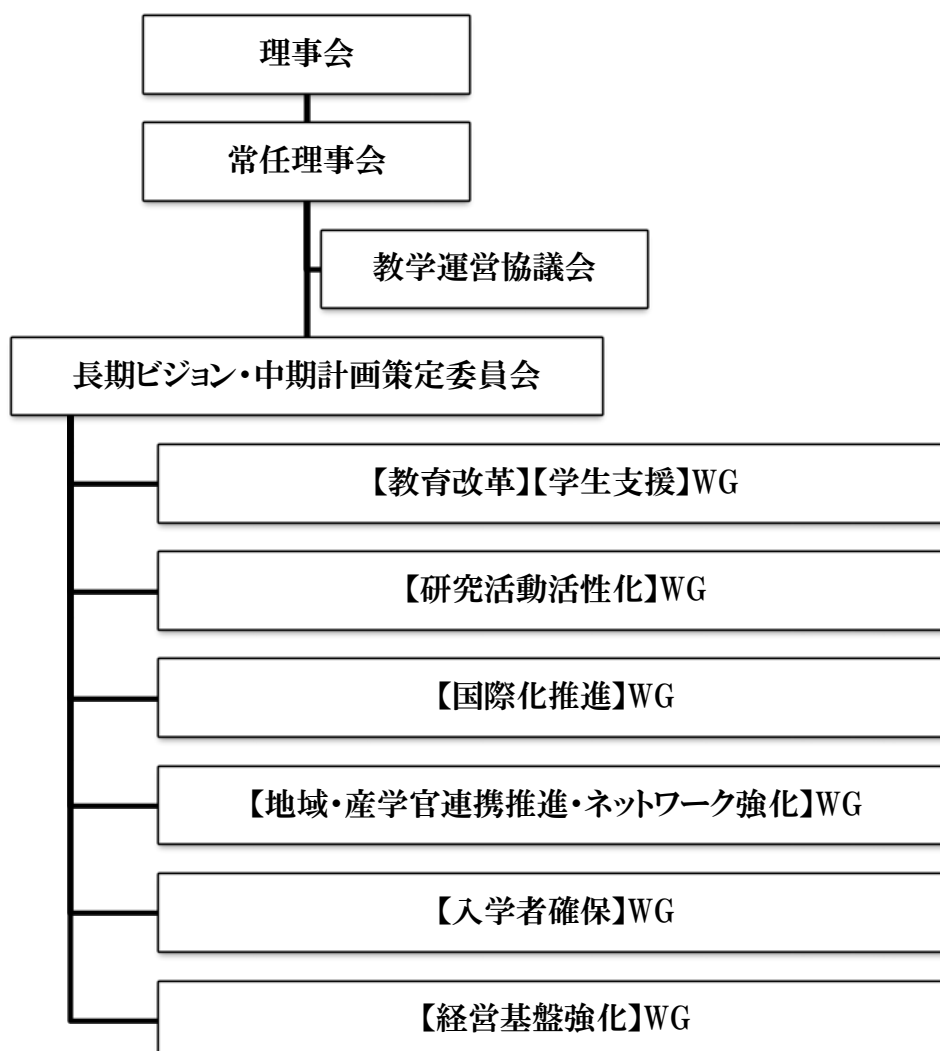 理事会
常任理事会
教学運営協議会
長期ビジョン・中期計画策定委員会
【教育改革】【学生支援】WG
【研究活動活性化】WG
【国際化推進】WG
【地域・産学官連携推進・ネットワーク強化】WG
【入学者確保】WG
【経営基盤強化】WG